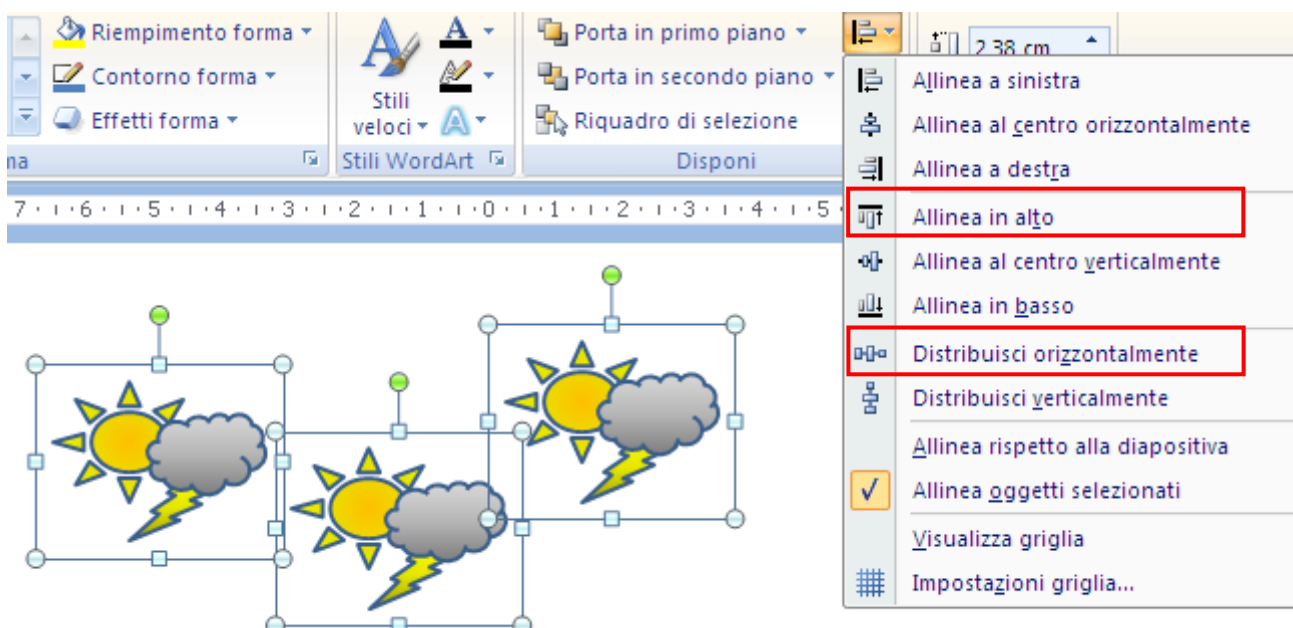 Riempimento forma
Contorno forma
Effetti forma
Stili
veloci
A
A
Porta in primo piano
Porta in secondo piano
Riquadro di selezione
2,38 cm
ma
Stili WordArt
Disponi
7 · 6 · 5 · 4 · 3 · 2 · 1 · 0 · 1 · 2 · 3 · 4 · 5
Allinea a sinistra
Allinea al centro orizzontalmente
Allinea a destra
Allinea in alto
Allinea al centro verticalmente
Allinea in basso
Distribuisci orizzontalmente
Distribuisci verticalmente
Allinea rispetto alla diapositiva
Allinea oggetti selezionati
Visualizza griglia
Impostazioni griglia...